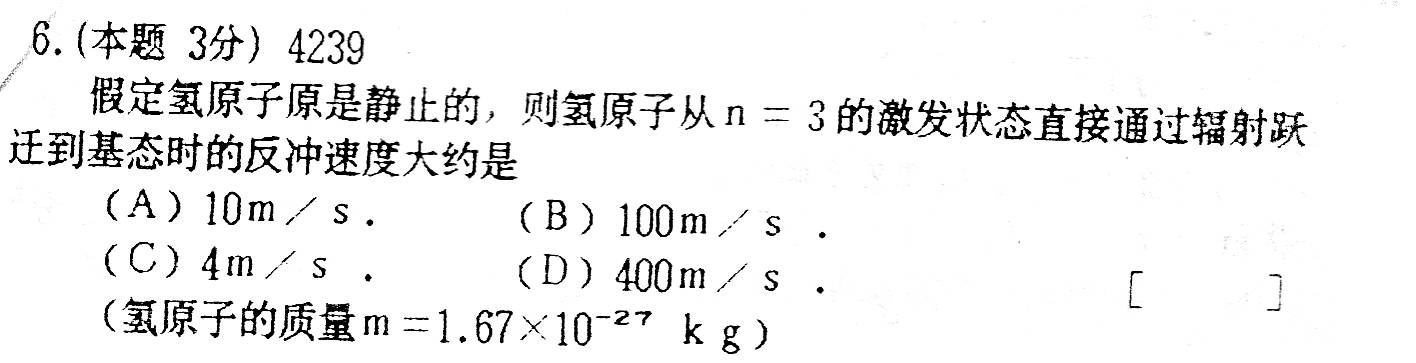 6.(本题 3分) 4239
假定氢原子原是静止的，则氢原子从n = 3的激发状态直接通过辐射跃
迁到基态时的反冲速度大约是
(A) 10m／s． (B) 100m／s．
(C) 4m／s． (D) 400m／s． [ ]
(氢原子的质量m=1.67×10⁻²⁷ kg)